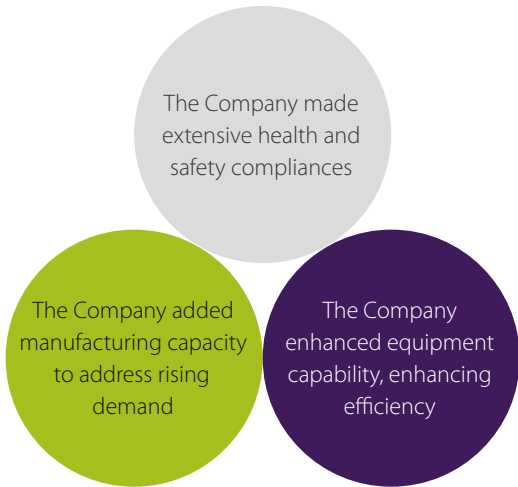 The Company made
extensive health and
safety compliances
The Company added
manufacturing capacity
to address rising
demand
The Company
enhanced equipment
capability, enhancing
efficiency